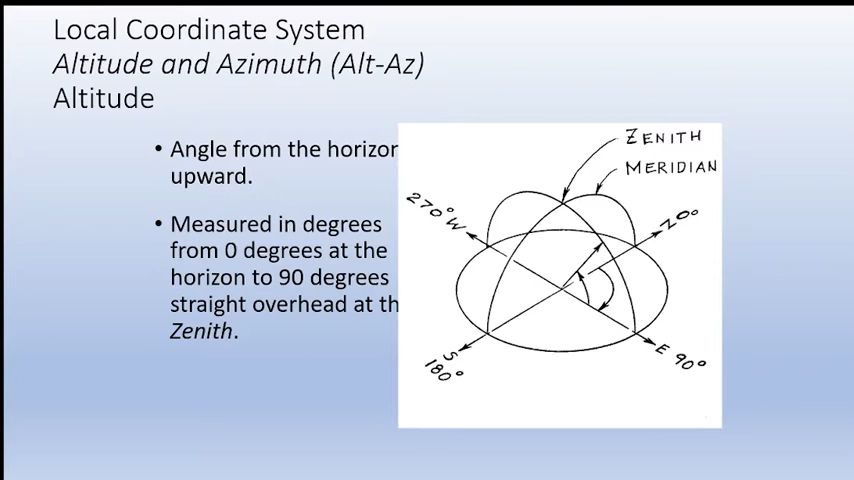 Local Coordinate System
Altitude and Azimuth (Alt-Az)
Altitude
• Angle from the horizon
upward.
• Measured in degrees
from 0 degrees at the
horizon to 90 degrees
straight overhead at th
Zenith.
ZENITH
MERIDIAN
270° W
N 0°
S
180°
E 90°